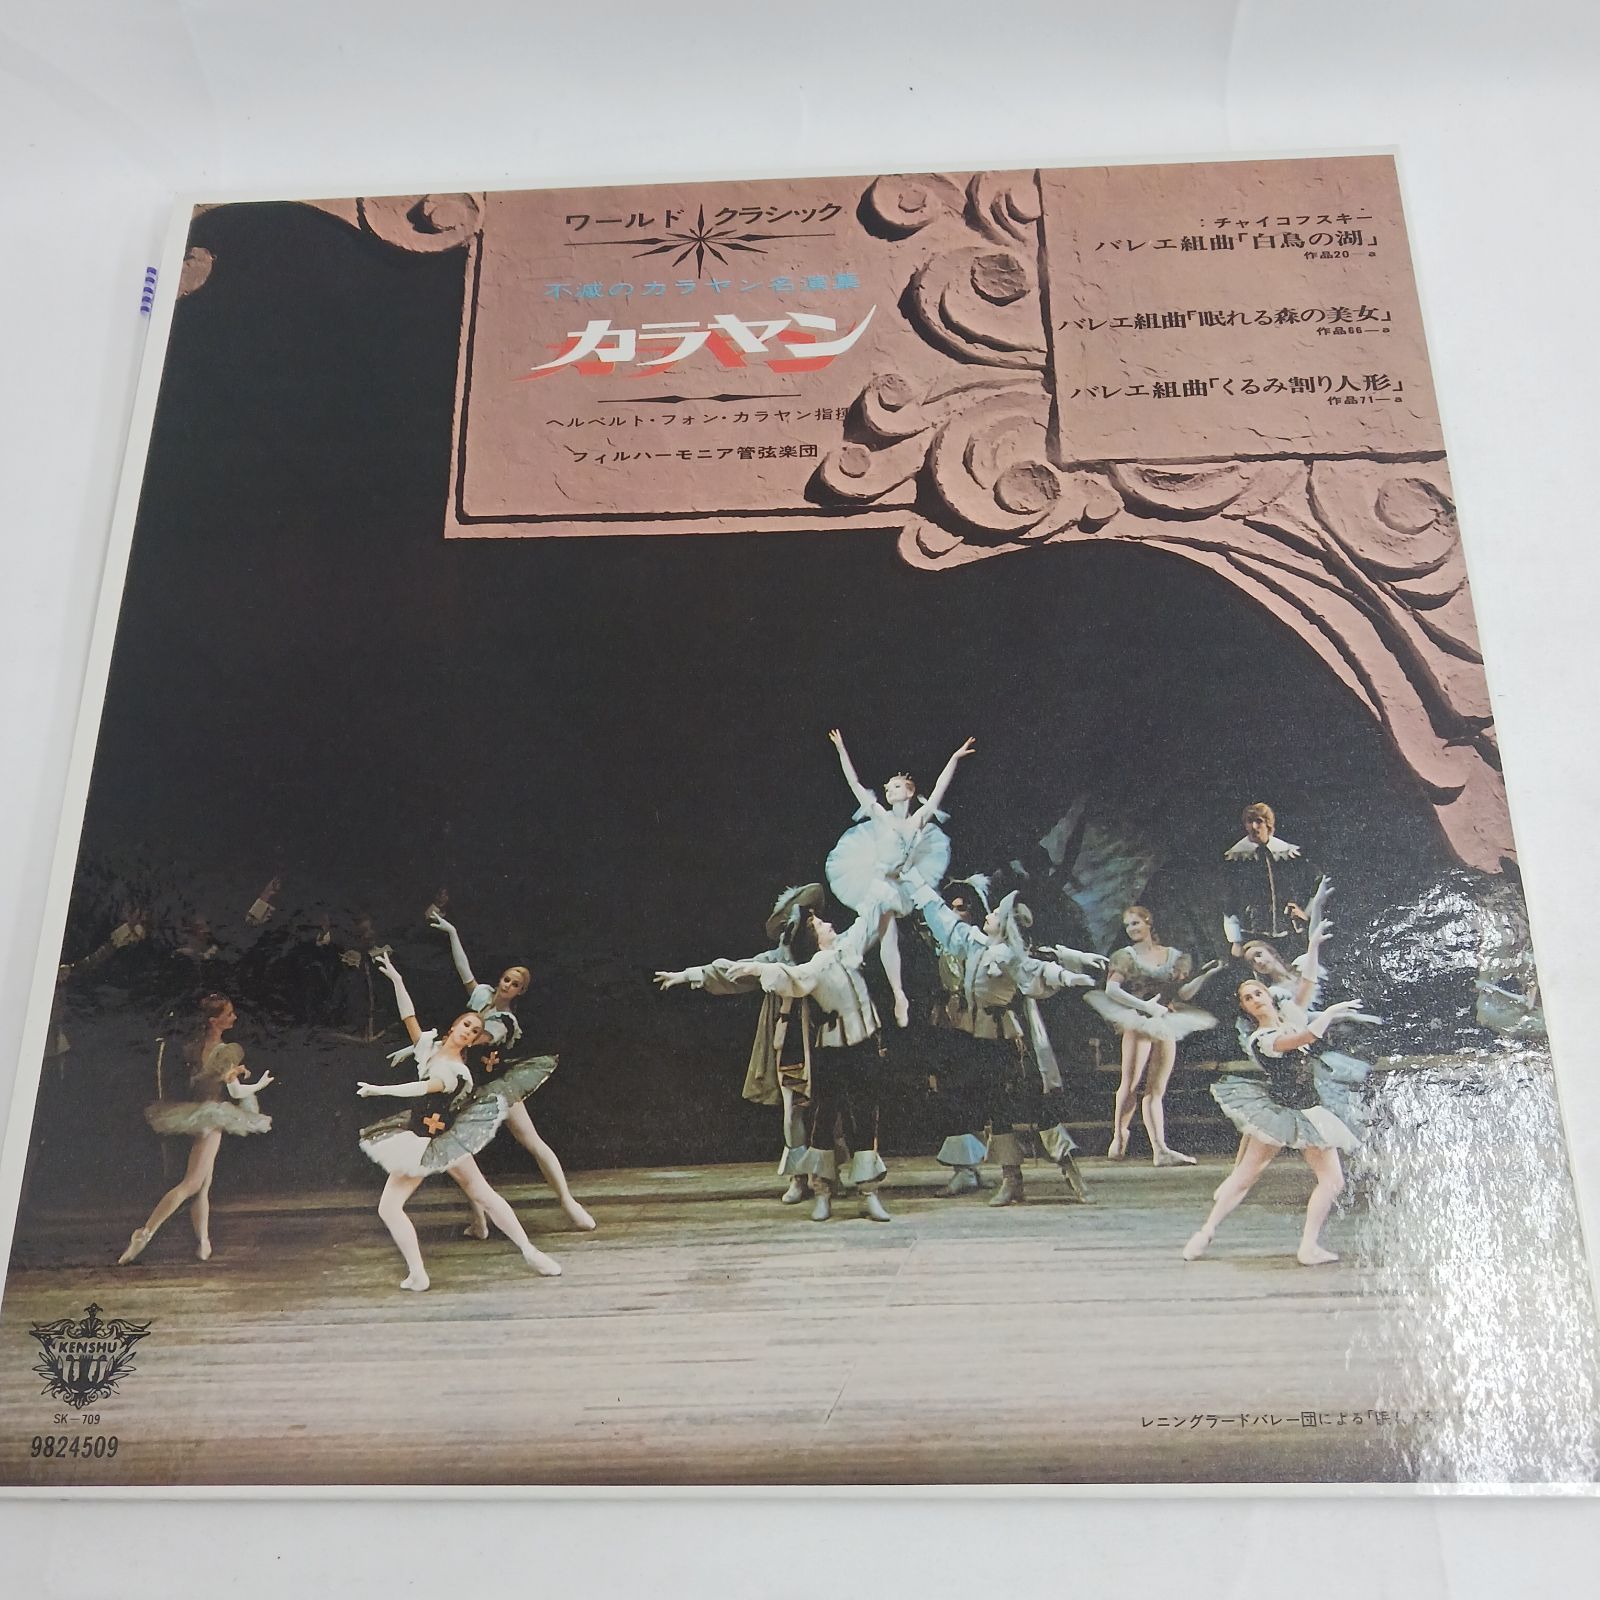 ワールド クラシック
不滅のカラヤン名演集
カラヤン
ヘルベルト・フォン・カラヤン指揮
フィルハーモニア管弦楽団
:チャイコフスキー
バレエ組曲「白鳥の湖」
作品20—a
バレエ組曲「眠れる森の美女」
作品66—a
バレエ組曲「くるみ割り人形」
作品71—a
KENSHU
SK—709
9824509
レニングラードバレー団による「眠れる